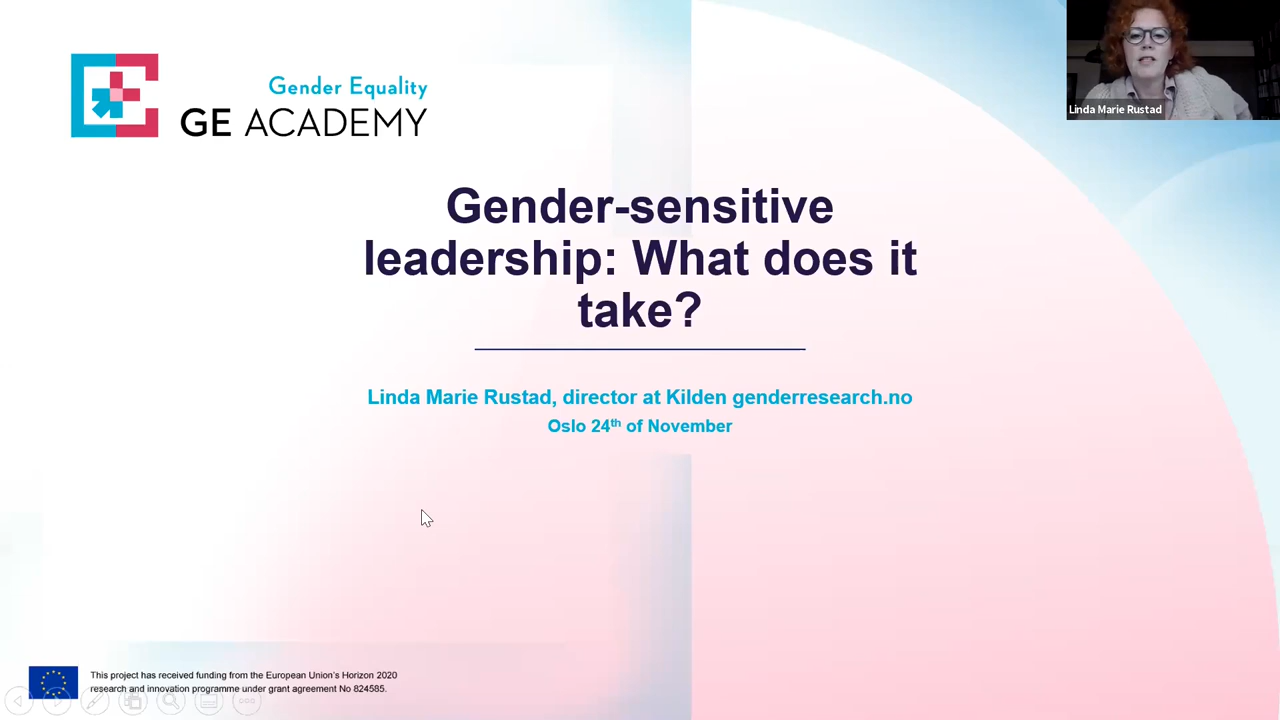 Gender Equality
GE ACADEMY
Linda Marie Rustad
Gender-sensitive
leadership: What does it
take?
Linda Marie Rustad, director at Kilden genderresearch.no
Oslo 24th of November
This project has received funding from the European Union's Horizon 2020
research and innovation programme under grant agreement No 824585.